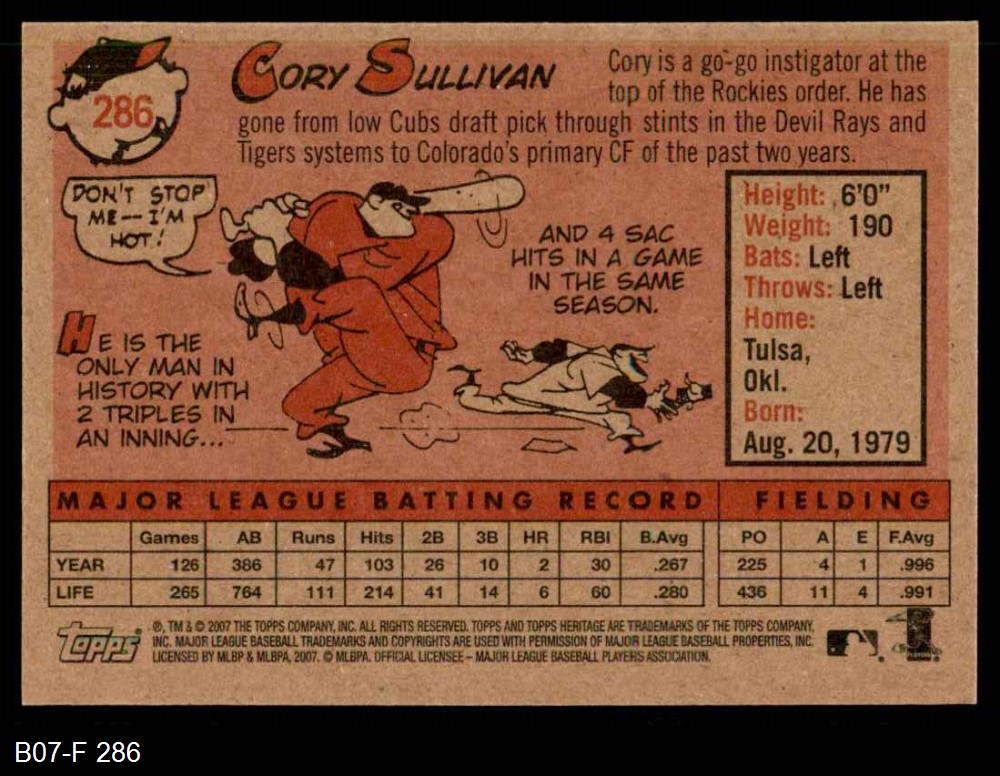 286
CORY SULLIVAN
Cory is a go-go instigator at the
top of the Rockies order. He has
gone from low Cubs draft pick through stints in the Devil Rays and
Tigers systems to Colorado's primary CF of the past two years.
DON'T STOP
ME--I'M
HOT!
HE IS THE
ONLY MAN IN
HISTORY WITH
2 TRIPLES IN
AN INNING...
AND 4 SAC
HITS IN A GAME
IN THE SAME
SEASON.
Height: 6'0"
Weight: 190
Bats: Left
Throws: Left
Home:
Tulsa,
Okl.
Born:
Aug. 20, 1979
MAJOR LEAGUE BATTING RECORD FIELDING
Games AB Runs Hits 2B 3B HR RBI B.Avg PO A E F.Avg
YEAR 126 386 47 103 26 10 2 30 .267 225 4 1 .996
LIFE 265 764 111 214 41 14 6 60 .280 436 11 4 .991
Topps
®, TM & © 2007 THE TOPPS COMPANY, INC. ALL RIGHTS RESERVED. TOPPS AND TOPPS HERITAGE ARE TRADEMARKS OF THE TOPPS COMPANY,
INC. MAJOR LEAGUE BASEBALL TRADEMARKS AND COPYRIGHTS ARE USED WITH PERMISSION OF MAJOR LEAGUE BASEBALL PROPERTIES, INC.
LICENSED BY MLBP & MLBPA, 2007. © MLBPA. OFFICIAL LICENSEE – MAJOR LEAGUE BASEBALL PLAYERS ASSOCIATION.
B07-F 286